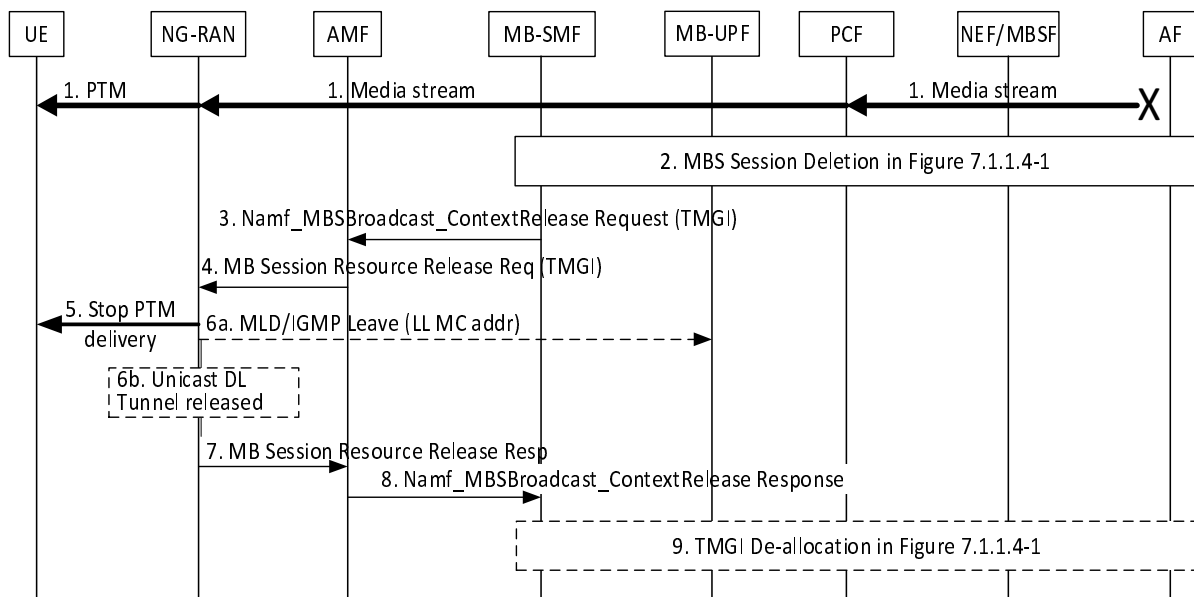 UE NG-RAN AMF MB-SMF MB-UPF PCF NEF/MBSF AF
1. PTM 1. Media stream 1. Media stream
X
2. MBS Session Deletion in Figure 7.1.1.4-1
3. Namf_MBSBroadcast_ContextRelease Request (TMGI)
4. MB Session Resource Release Req (TMGI)
5. Stop PTM
delivery
6a. MLD/IGMP Leave (LL MC addr)
6b. Unicast DL
Tunnel released
7. MB Session Resource Release Resp
8. Namf_MBSBroadcast_ContextRelease Response
9. TMGI De-allocation in Figure 7.1.1.4-1